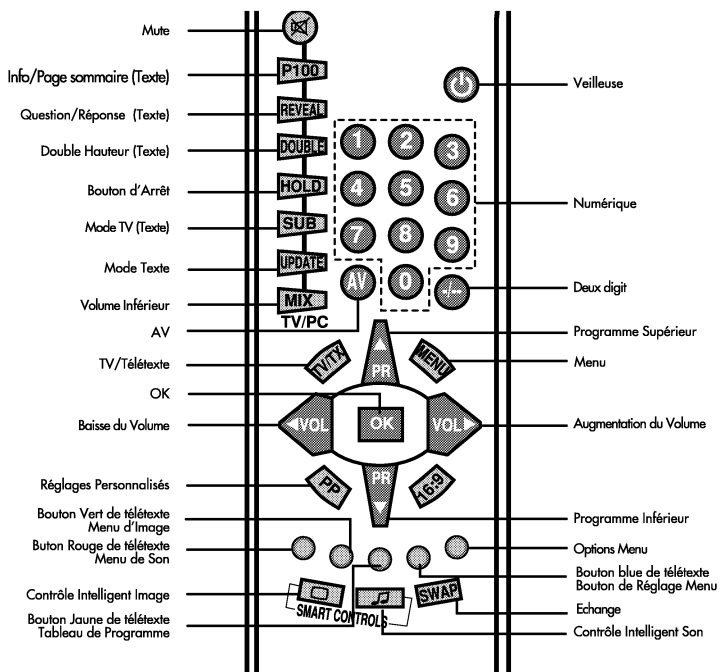 Mute
Info/Page sommaire (Texte)
Question/Réponse (Texte)
Double Hauteur (Texte)
Bouton d'Arrêt
Mode TV (Texte)
Mode Texte
Volume Inférieur
AV
TV/Télétexte
OK
Baisse du Volume
Réglages Personnalisés
Bouton Vert de télétexte
Menu d'Image
Buton Rouge de télétexte
Menu de Son
Contrôle Intelligent Image
Bouton Jaune de télétexte
Tableau de Programme
P100
REVEAL
DOUBLE
HOLD
SUB
UPDATE
MIX
TV/PC
1 2 3
4 5 6
7 8 9
AV 0 -/--
TV/TX
PR
MENU
VOL
OK
VOL
PP
PR
16:9
SWAP
SMART CONTROLS
Veilleuse
Numérique
Deux digit
Programme Supérieur
Menu
Augmentation du Volume
Programme Inférieur
Options Menu
Bouton blue de télétexte
Bouton de Réglage Menu
Echange
Contrôle Intelligent Son